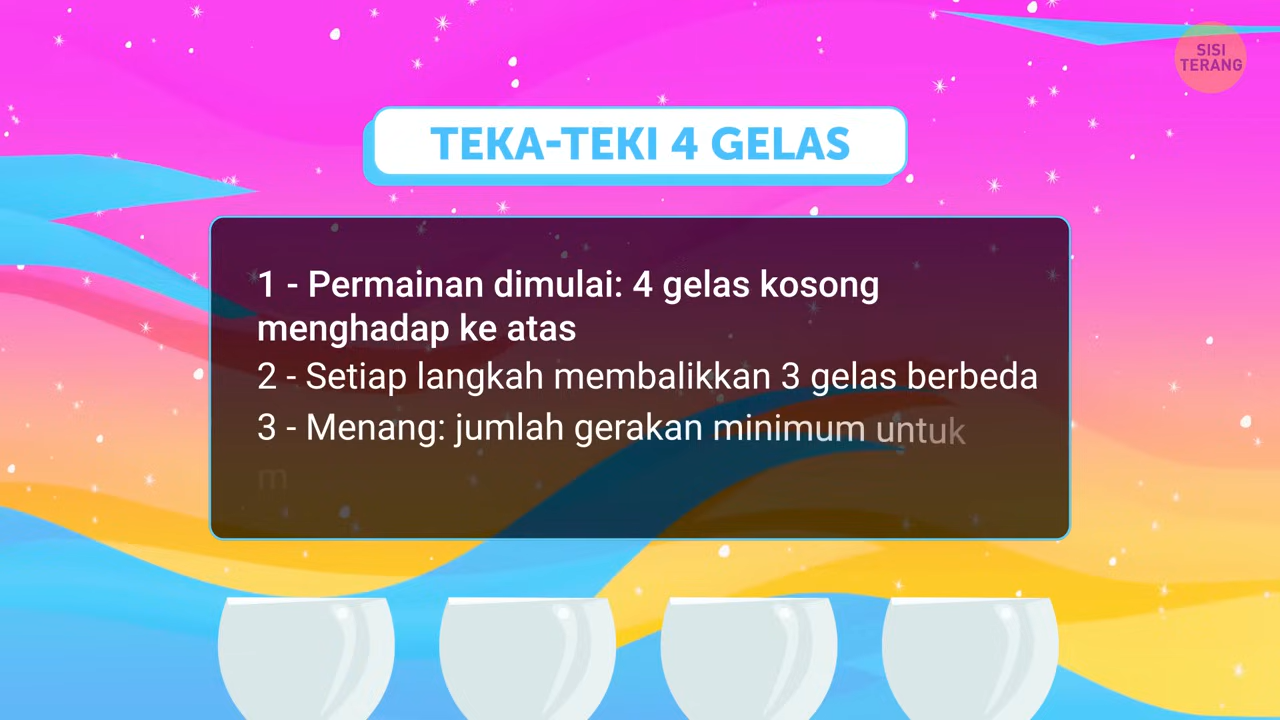 SISI
TERANG
TEKA-TEKI 4 GELAS
1 - Permainan dimulai: 4 gelas kosong
menghadap ke atas
2 - Setiap langkah membalikkan 3 gelas berbeda
3 - Menang: jumlah gerakan minimum untuk
m